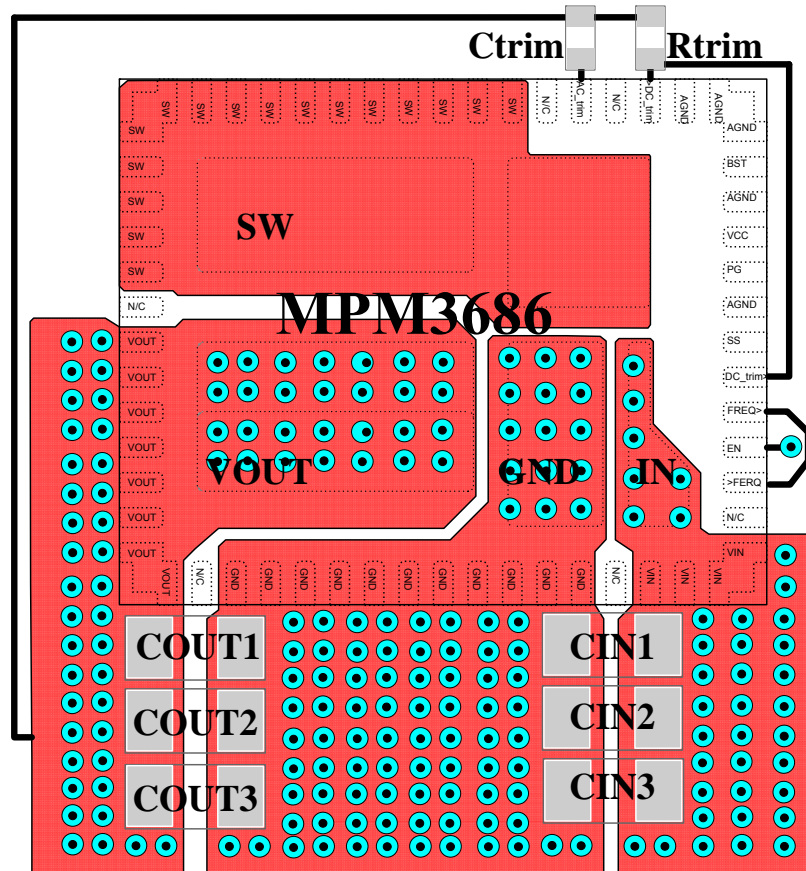 Ctrim Rtrim
SW SW SW SW SW SW SW SW SW SW SW N/C AC_trim N/C >DC_trim AGND AGND
SW AGND
SW BST
SW AGND
SW VCC
SW PG
N/C AGND
VOUT SS
VOUT DC_trim>
VOUT FREQ>
VOUT EN
VOUT >FERQ
VOUT N/C
VOUT VIN
SW
MPM3686
VOUT GND IN
VOUT N/C GND GND GND GND GND GND GND GND GND GND GND N/C VIN VIN VIN
COUT1 CIN1
COUT2 CIN2
COUT3 CIN3